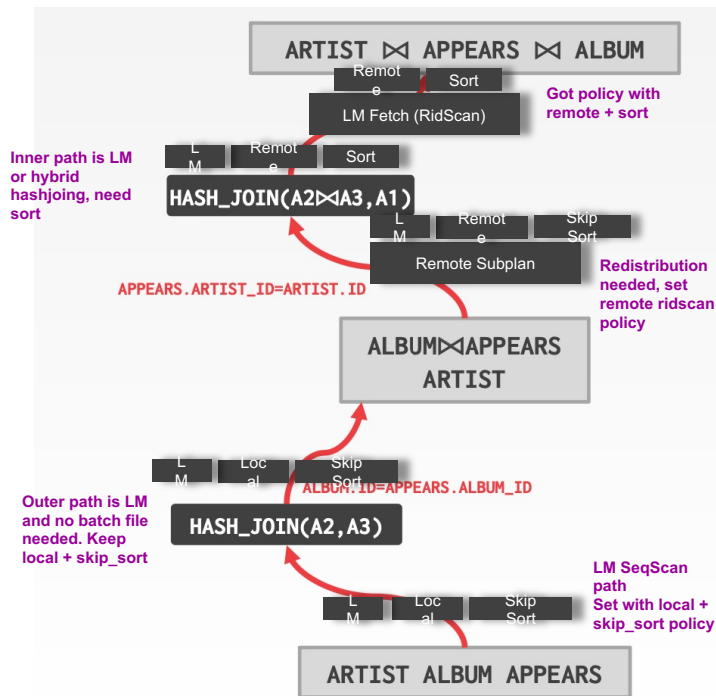 ARTIST ⋈ APPEARS ⋈ ALBUM
Remot
e
Sort
LM Fetch (RidScan)
Got policy with
remote + sort
Inner path is LM
or hybrid
hashjoing, need
sort
L
M
Remot
e
Sort
HASH_JOIN(A2⋈A3,A1)
L
M
Remot
e
Skip
Sort
Remote Subplan
Redistribution
needed, set
remote ridscan
policy
APPEARS.ARTIST_ID=ARTIST.ID
ALBUM⋈APPEARS
ARTIST
L
M
Loc
al
Skip
Sort
ALBUM.ID=APPEARS.ALBUM_ID
Outer path is LM
and no batch file
needed. Keep
local + skip_sort
HASH_JOIN(A2,A3)
LM SeqScan
path
Set with local +
skip_sort policy
L
M
Loc
al
Skip
Sort
ARTIST ALBUM APPEARS